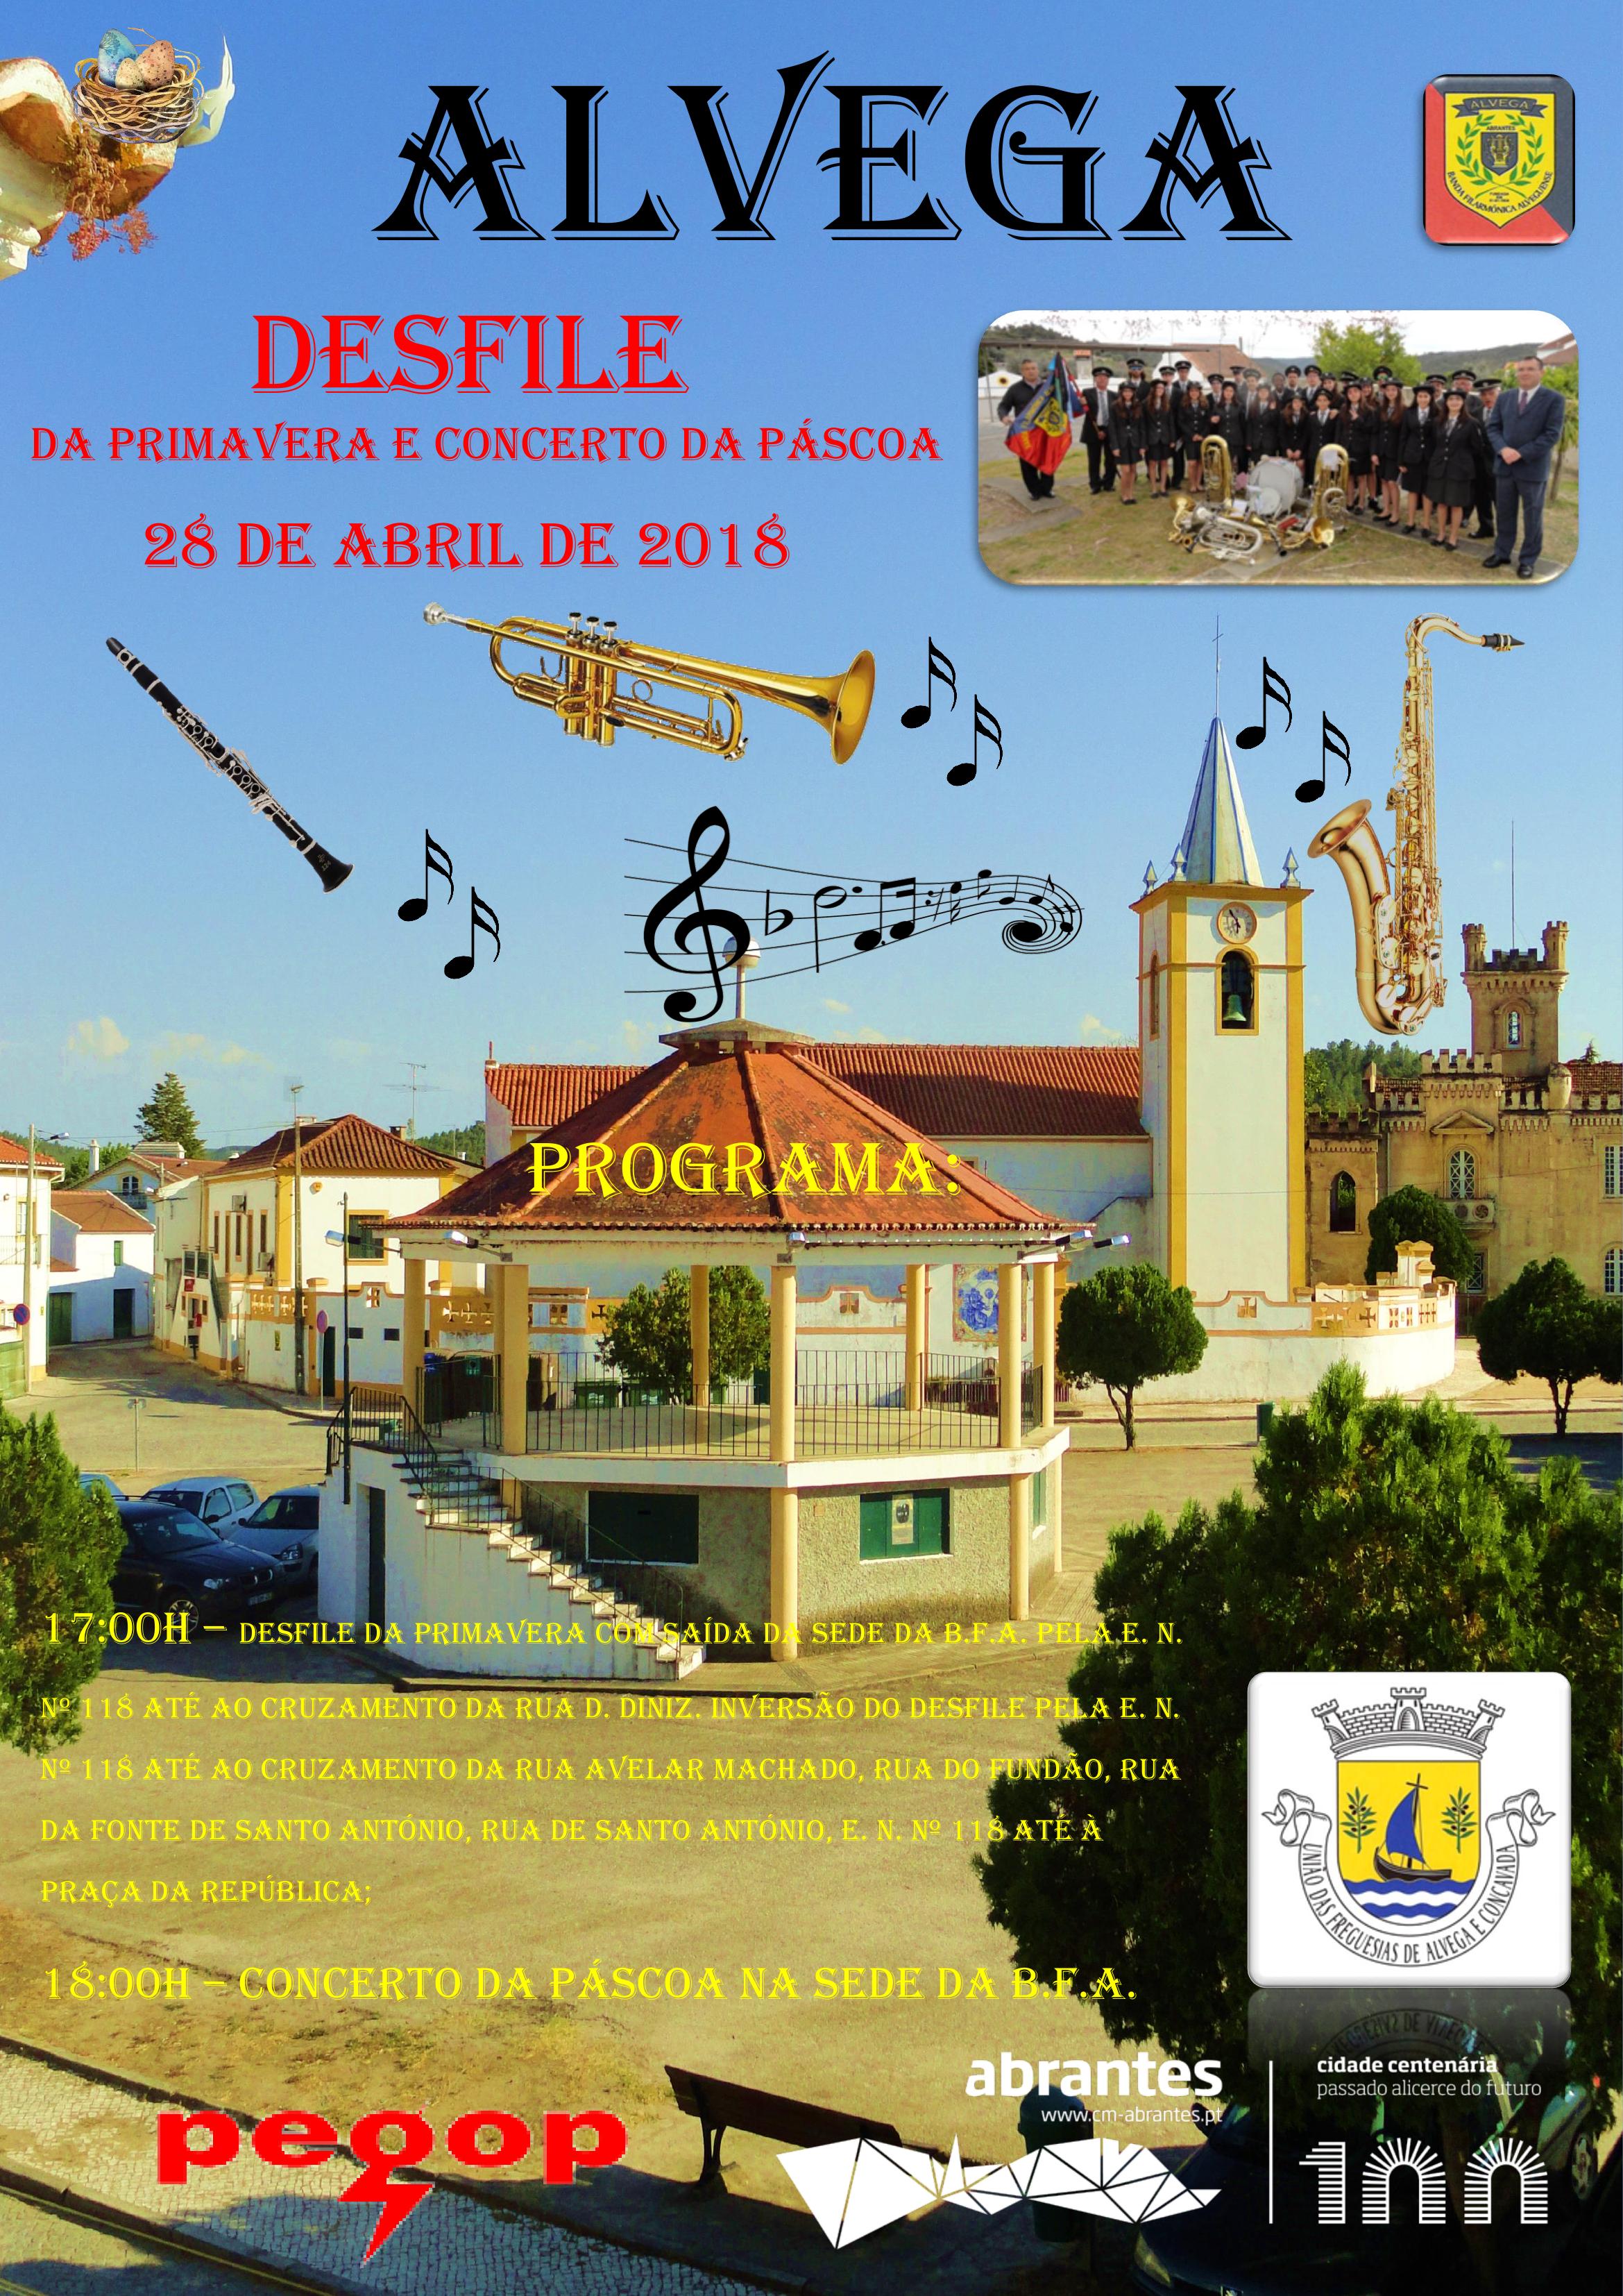 ALVEGA
ALVEGA
ABRANTES
BANDA FILARMÓNICA ALVEGUENSE
DESFILE
DA PRIMAVERA E CONCERTO DA PÁSCOA
28 DE ABRIL DE 2018
PROGRAMA:
17:00H – DESFILE DA PRIMAVERA COM SAÍDA DA SEDE DA B.F.A. PELA E. N.
Nº 118 ATÉ AO CRUZAMENTO DA RUA D. DINIZ. INVERSÃO DO DESFILE PELA E. N.
Nº 118 ATÉ AO CRUZAMENTO DA RUA AVELAR MACHADO, RUA DO FUNDÃO, RUA
DA FONTE DE SANTO ANTÓNIO, RUA DE SANTO ANTÓNIO, E. N. Nº 118 ATÉ À
PRAÇA DA REPÚBLICA;
18:00H – CONCERTO DA PÁSCOA NA SEDE DA B.F.A.
UNIÃO DAS FREGUESIAS DE ALVEGA E CONCAVADA
pegop
abrantes
www.cm-abrantes.pt
cidade centenária
passado alicerce do futuro
100